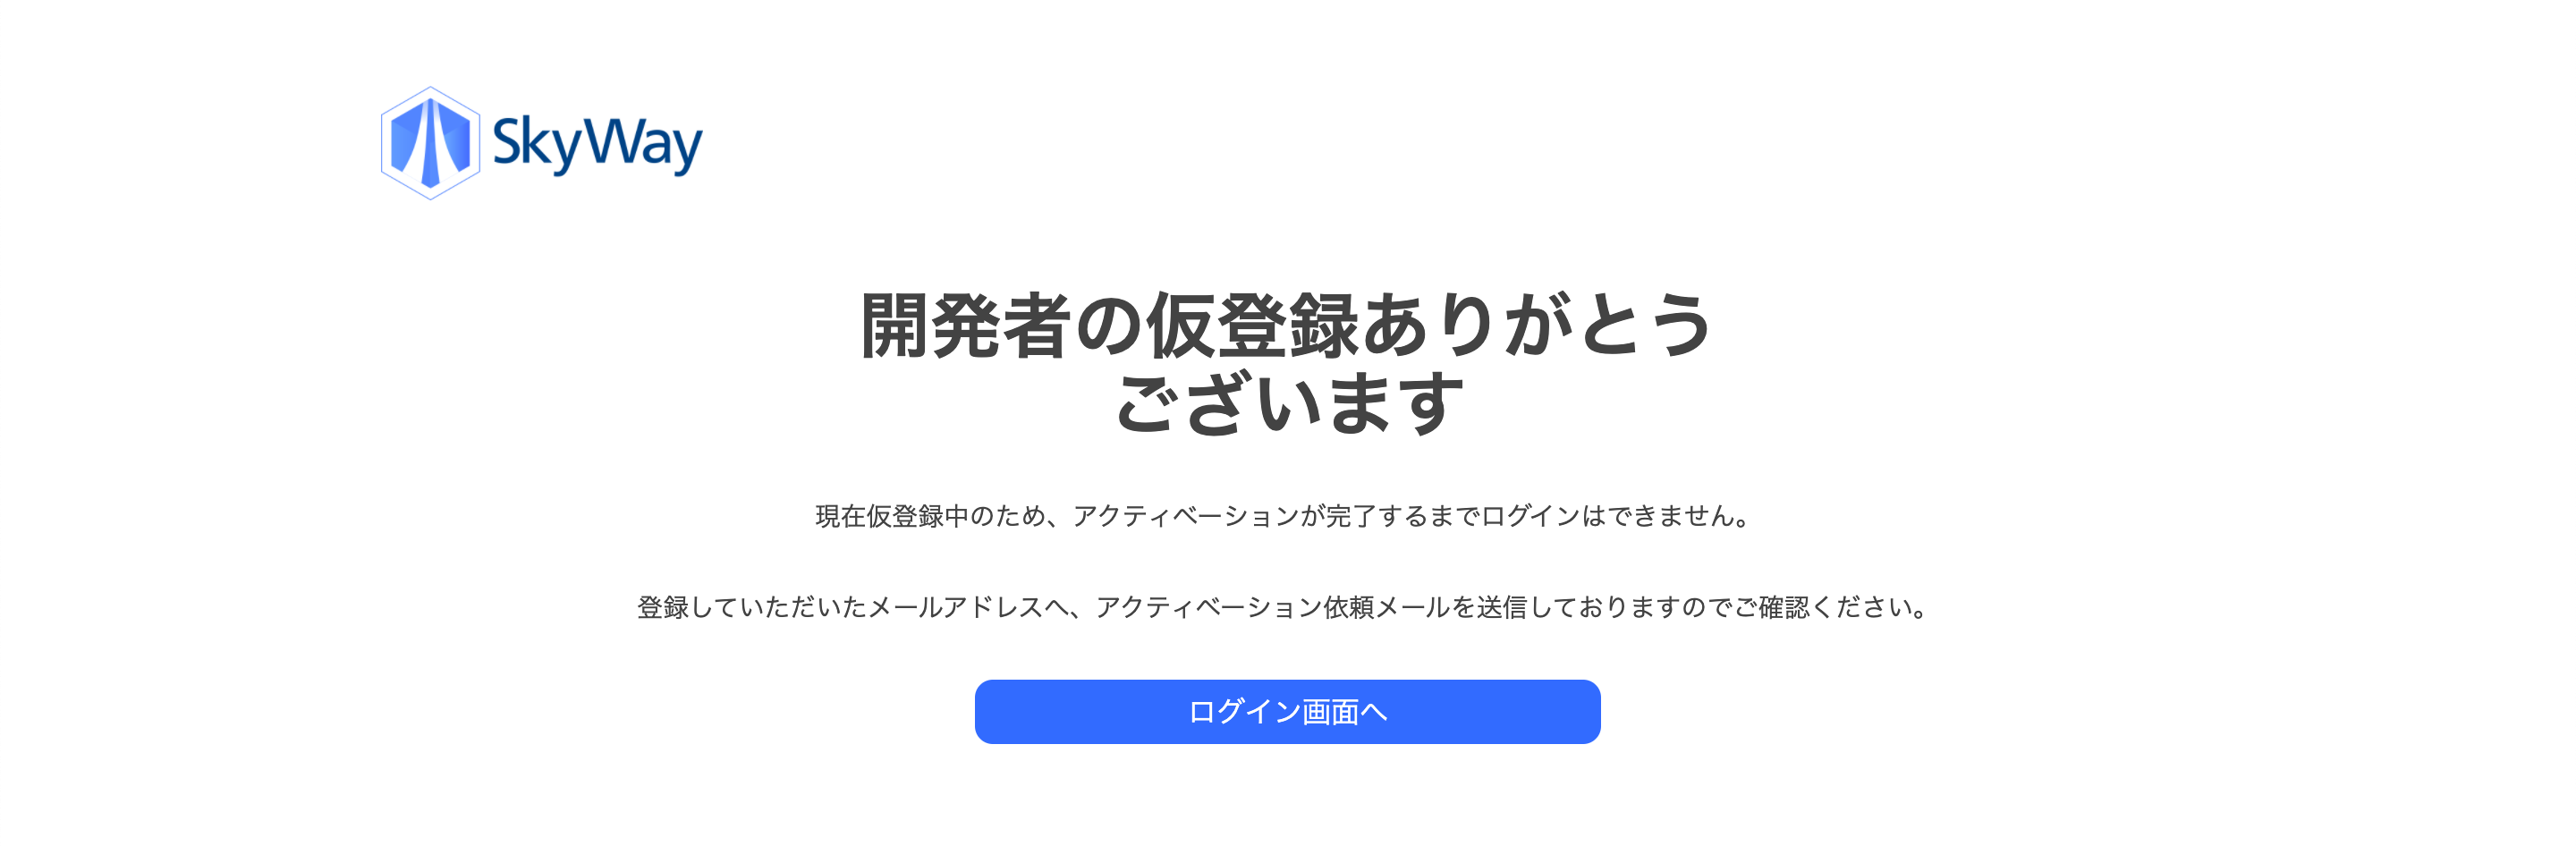 SkyWay
開発者の仮登録ありがとう
ございます
現在仮登録中のため、アクティベーションが完了するまでログインはできません。
登録していただいたメールアドレスへ、アクティベーション依頼メールを送信しておりますのでご確認ください。
ログイン画面へ